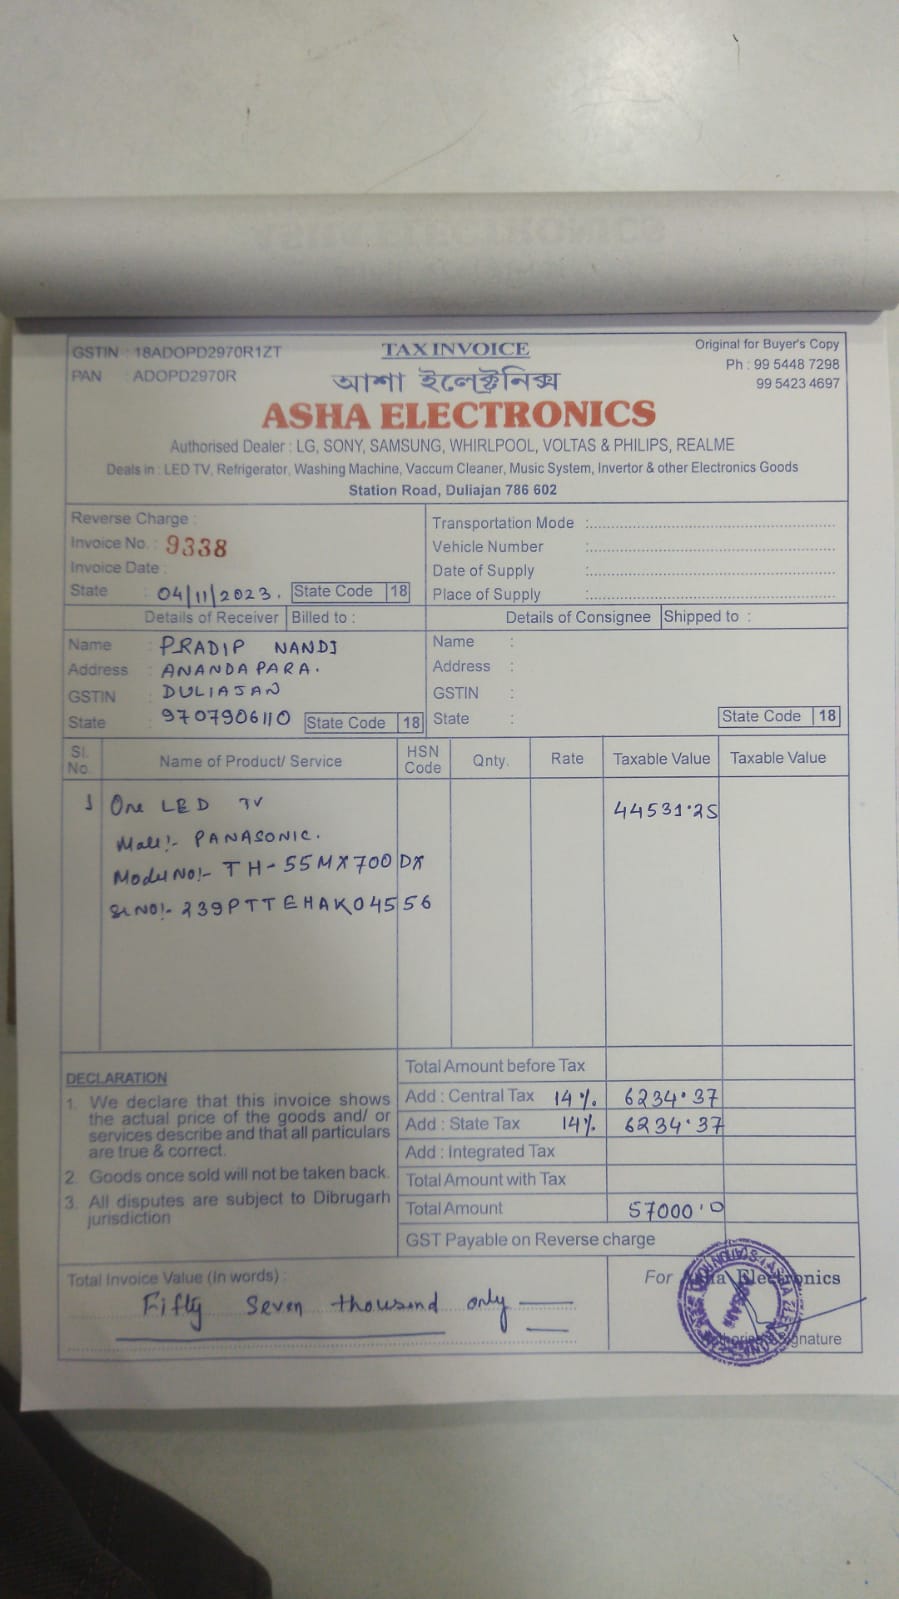 TAX INVOICE
Original for Buyer's Copy
GSTIN : 18ADOPD2970R1ZT
PAN : ADOPD2970R
Ph : 99 5448 7298
99 5423 4697
আশা ইলেক্ট্ৰনিক্স
ASHA ELECTRONICS
Authorised Dealer : LG, SONY, SAMSUNG, WHIRLPOOL, VOLTAS & PHILIPS, REALME
Deals in : LED TV, Refrigerator, Washing Machine, Vaccum Cleaner, Music System, Invertor & other Electronics Goods
Station Road, Duliajan 786 602
Reverse Charge :
Invoice No. : 9338
Invoice Date :
State : 04/11/2023. State Code 18
Transportation Mode :
Vehicle Number :
Date of Supply :
Place of Supply :
Details of Receiver Billed to :
Details of Consignee Shipped to :
Name : PRADIP NANDI
Address : ANANDAPARA.
GSTIN : DULIAJAN
State : 9707906110 State Code 18
Name :
Address :
GSTIN :
State : State Code 18
Sl. No. Name of Product/ Service HSN Code Qnty. Rate Taxable Value Taxable Value
1 One LED TV 44531.25
Make:- PANASONIC.
Model No:- TH-55MX700DX
Sl No:- 239PTTEHAK04556
DECLARATION
1. We declare that this invoice shows
the actual price of the goods and/ or
services describe and that all particulars
are true & correct.
2. Goods once sold will not be taken back.
3. All disputes are subject to Dibrugarh
jurisdiction
Total Amount before Tax
Add : Central Tax 14% 6234.37
Add : State Tax 14% 6234.37
Add : Integrated Tax
Total Amount with Tax
Total Amount 57000.0
GST Payable on Reverse charge
Total Invoice Value (in words) :
Fifty Seven thousand only
For Asha Electronics
Authorised Signature